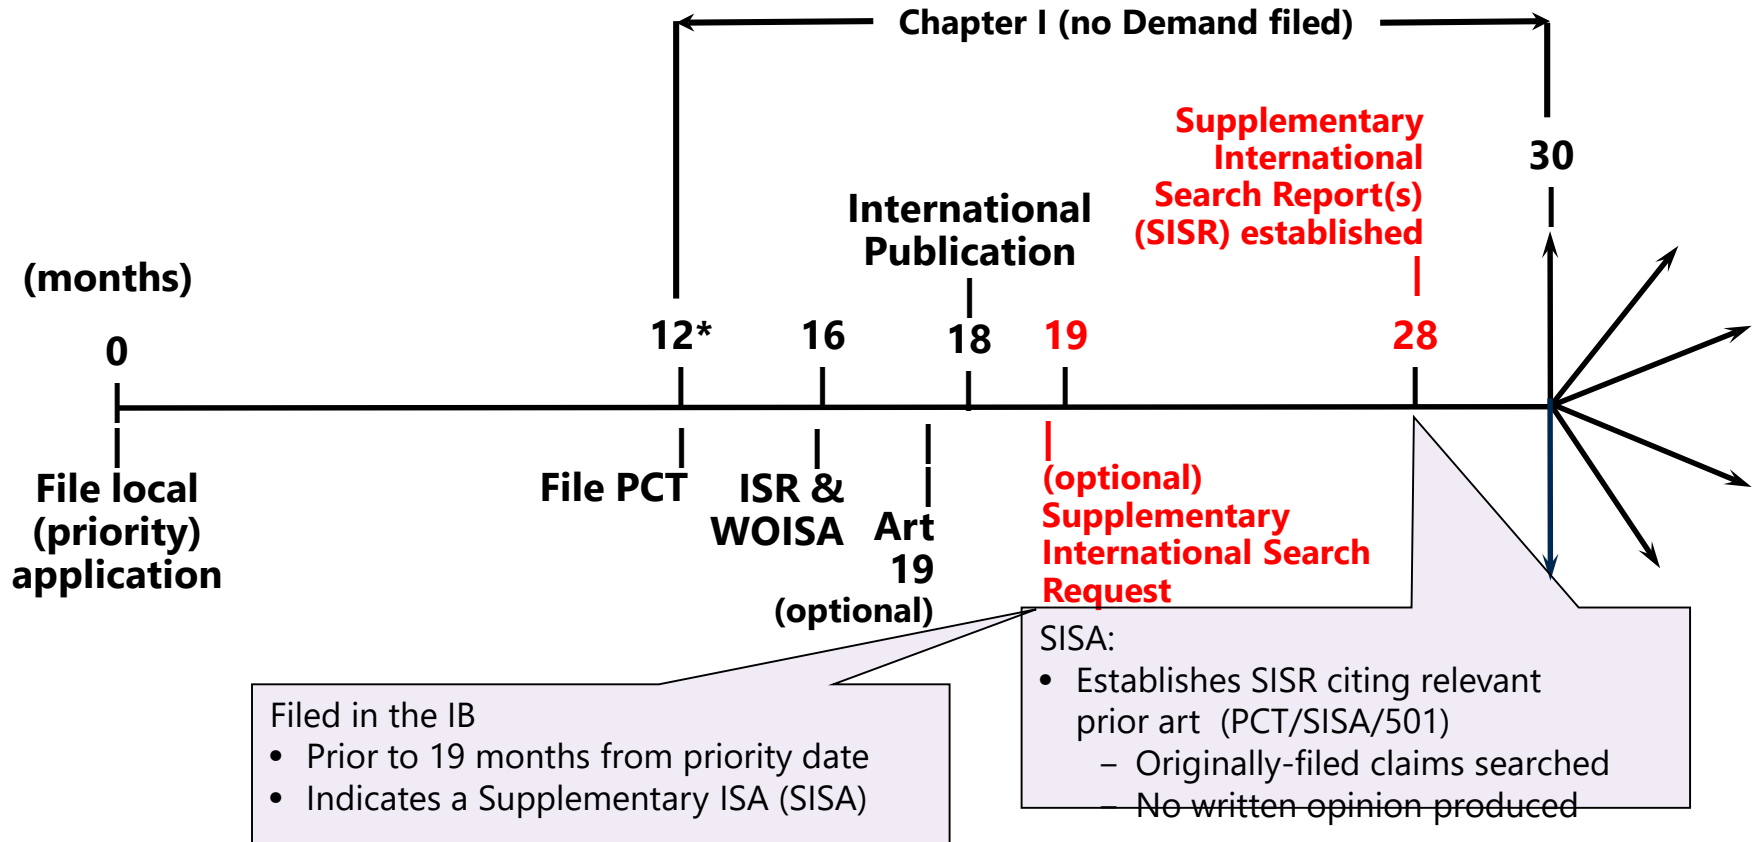 Chapter I (no Demand filed)
Supplementary
International
Search Report(s)
(SISR) established
30
International
Publication
(months)
0
12*
16
18
19
28
File local
(priority)
application
File PCT
ISR &
WOISA
Art
19
(optional)
(optional)
Supplementary
International Search
Request
Filed in the IB
• Prior to 19 months from priority date
• Indicates a Supplementary ISA (SISA)
SISA:
• Establishes SISR citing relevant
prior art (PCT/SISA/501)
– Originally-filed claims searched
– No written opinion produced